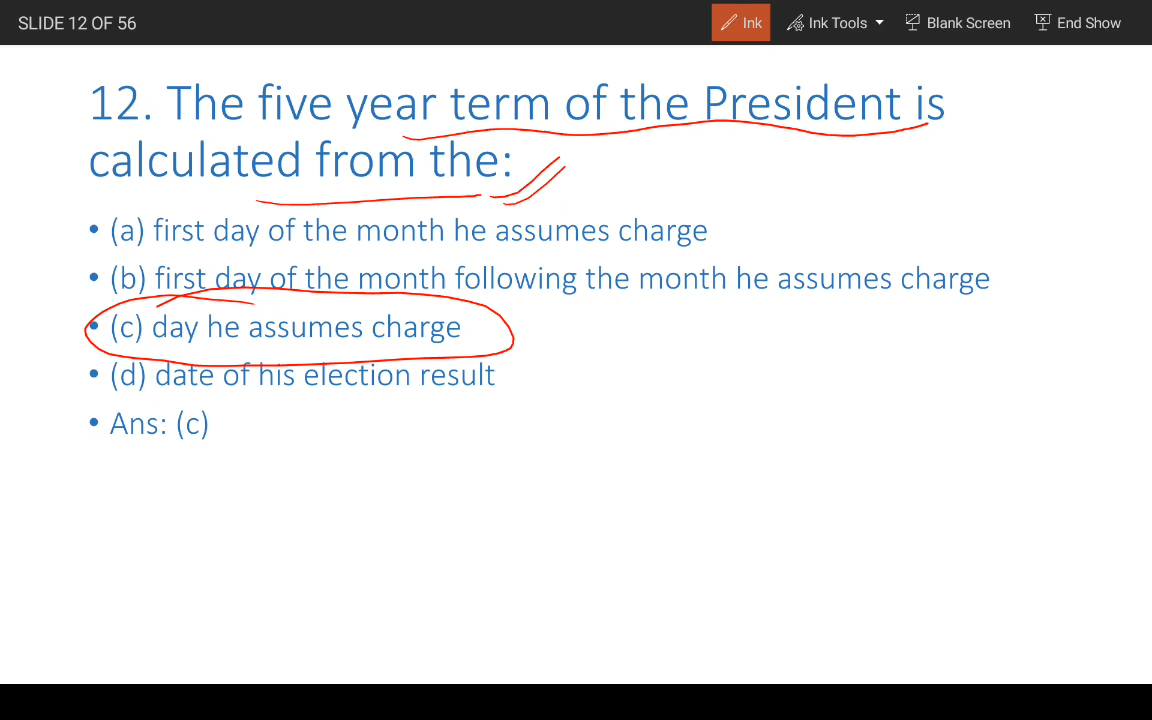 SLIDE 12 OF 56 Ink Ink Tools Blank Screen End Show
12. The five year term of the President is
calculated from the:
• (a) first day of the month he assumes charge
• (b) first day of the month following the month he assumes charge
• (c) day he assumes charge
• (d) date of his election result
• Ans: (c)